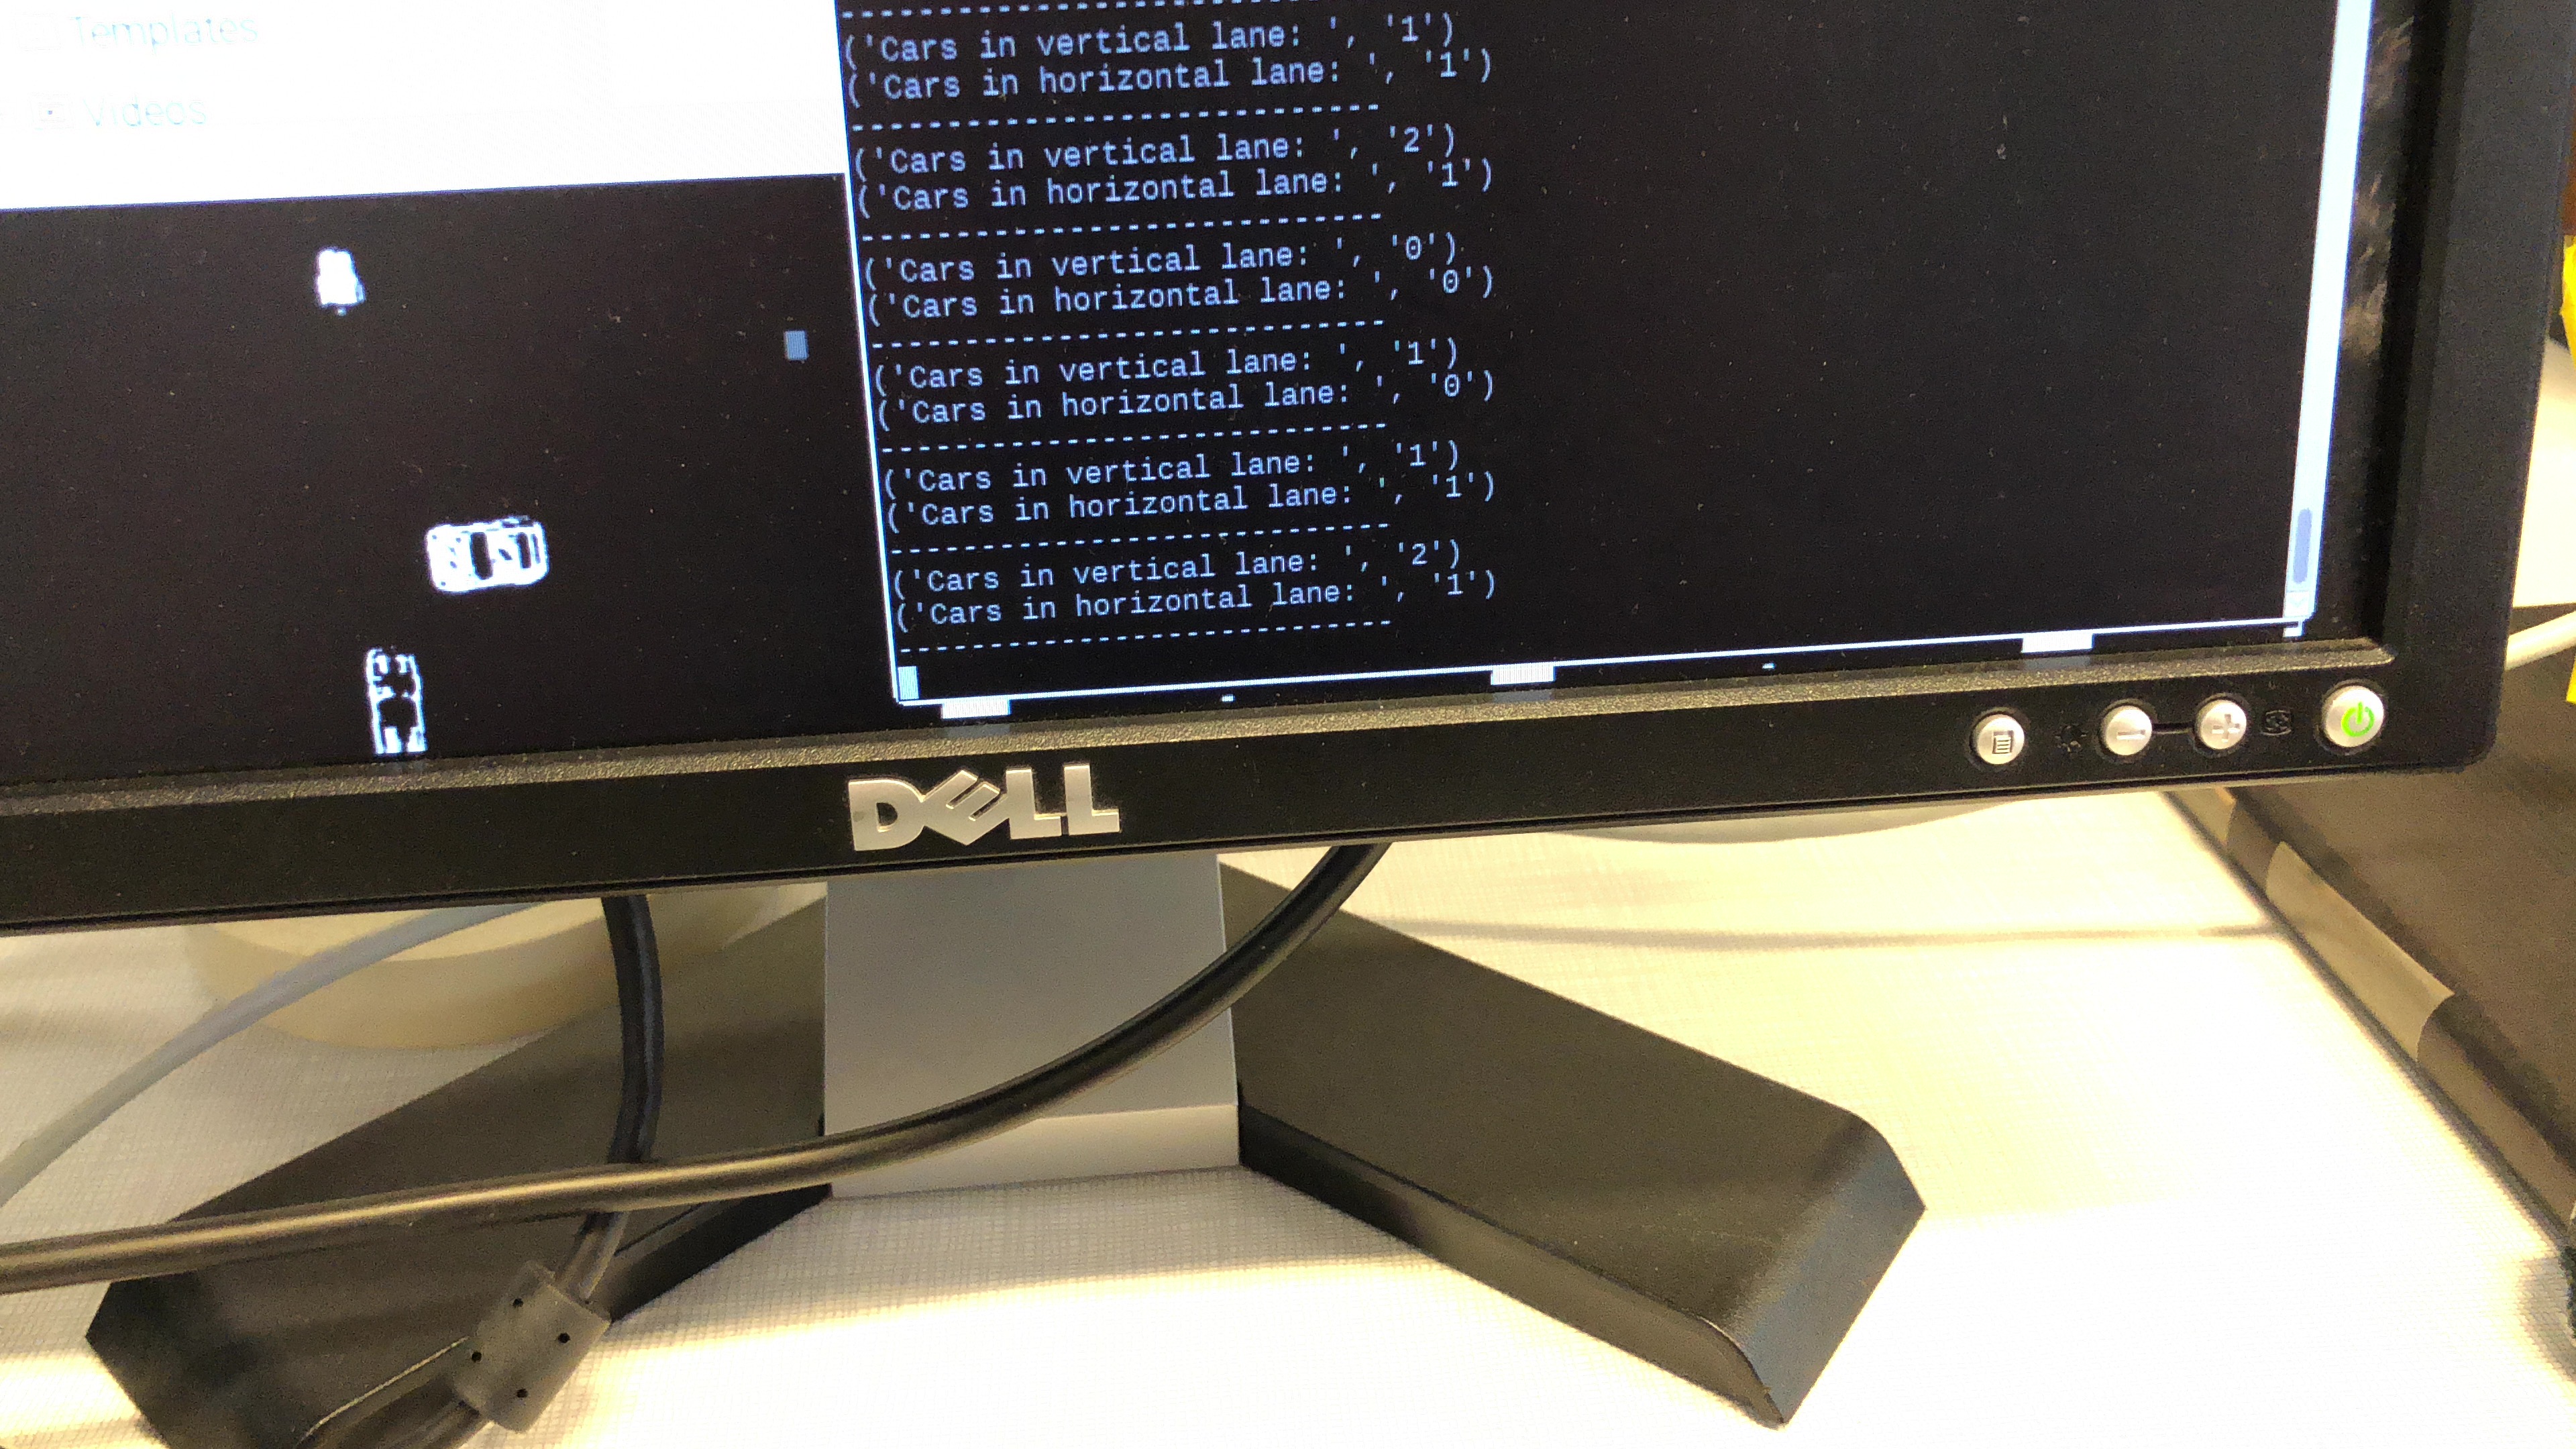 Templates
Videos
---------------------------
('Cars in vertical lane: ', '1')
('Cars in horizontal lane: ', '1')
---------------------------
('Cars in vertical lane: ', '2')
('Cars in horizontal lane: ', '1')
---------------------------
('Cars in vertical lane: ', '0')
('Cars in horizontal lane: ', '0')
---------------------------
('Cars in vertical lane: ', '1')
('Cars in horizontal lane: ', '0')
---------------------------
('Cars in vertical lane: ', '1')
('Cars in horizontal lane: ', '1')
---------------------------
('Cars in vertical lane: ', '2')
('Cars in horizontal lane: ', '1')
---------------------------
DELL